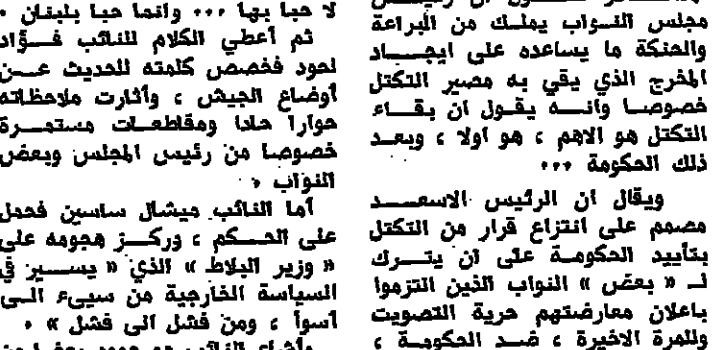 مجلس النواب يملك من البراعة
والحنكة ما يساعده على ايجاد
المخرج الذي يقي به مصير التكتل
خصوصا وانه يقول ان بقاء
التكتل هو الاهم ، هو اولا ، وبعد
ذلك الحكومة ...
ويقال ان الرئيس الاسعد
مصمم على انتزاع قرار من التكتل
بتأييد الحكومة على ان يترك
لـ « بعض » النواب الذين التزموا
باعلان معارضتهم حرية التصويت
وللمرة الاخيرة ، ضد الحكومة ،
لا حبا بها ... وانما حبا بلبنان .
ثم أعطي الكلام للنائب فؤاد
لحود فخصص كلمته للحديث عن
أوضاع الجيش ، وأثارت ملاحظاته
حوارا حادا ومقاطعات مستمرة
خصوصا من رئيس المجلس وبعض
النواب .
أما النائب ميشال ساسين فحمل
على الحكم ، وركز هجومه على
« وزير البلاط » الذي « يسير في
السياسة الخارجية من سيىء الى
أسوأ ، ومن فشل الى فشل » .